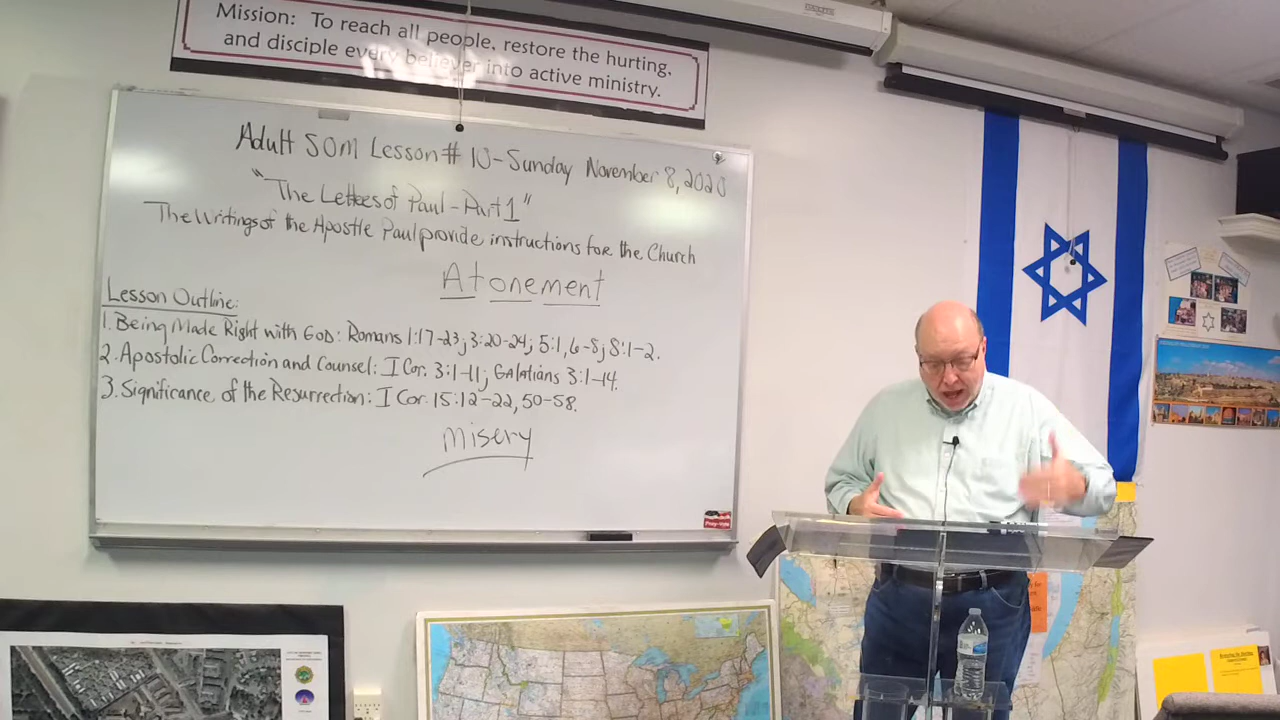 Mission: To reach all people, restore the hurting,
and disciple every believer into active ministry.
Adult SOM Lesson# 10-Sunday November 8, 2020
"The Letters of Paul-Part 1"
The Writings of the Apostle Paul provide instructions for the Church
Atonement
Lesson Outline:
1. Being Made Right with GOD: Romans 1:17-23; 3:20-24; 5:1, 6-8; 8:1-2.
2. Apostolic Correction and Counsel: I Cor. 3:1-11; Galatians 3:1-14.
3. Significance of the Resurrection: I Cor. 15:12-22, 50-58.
Misery